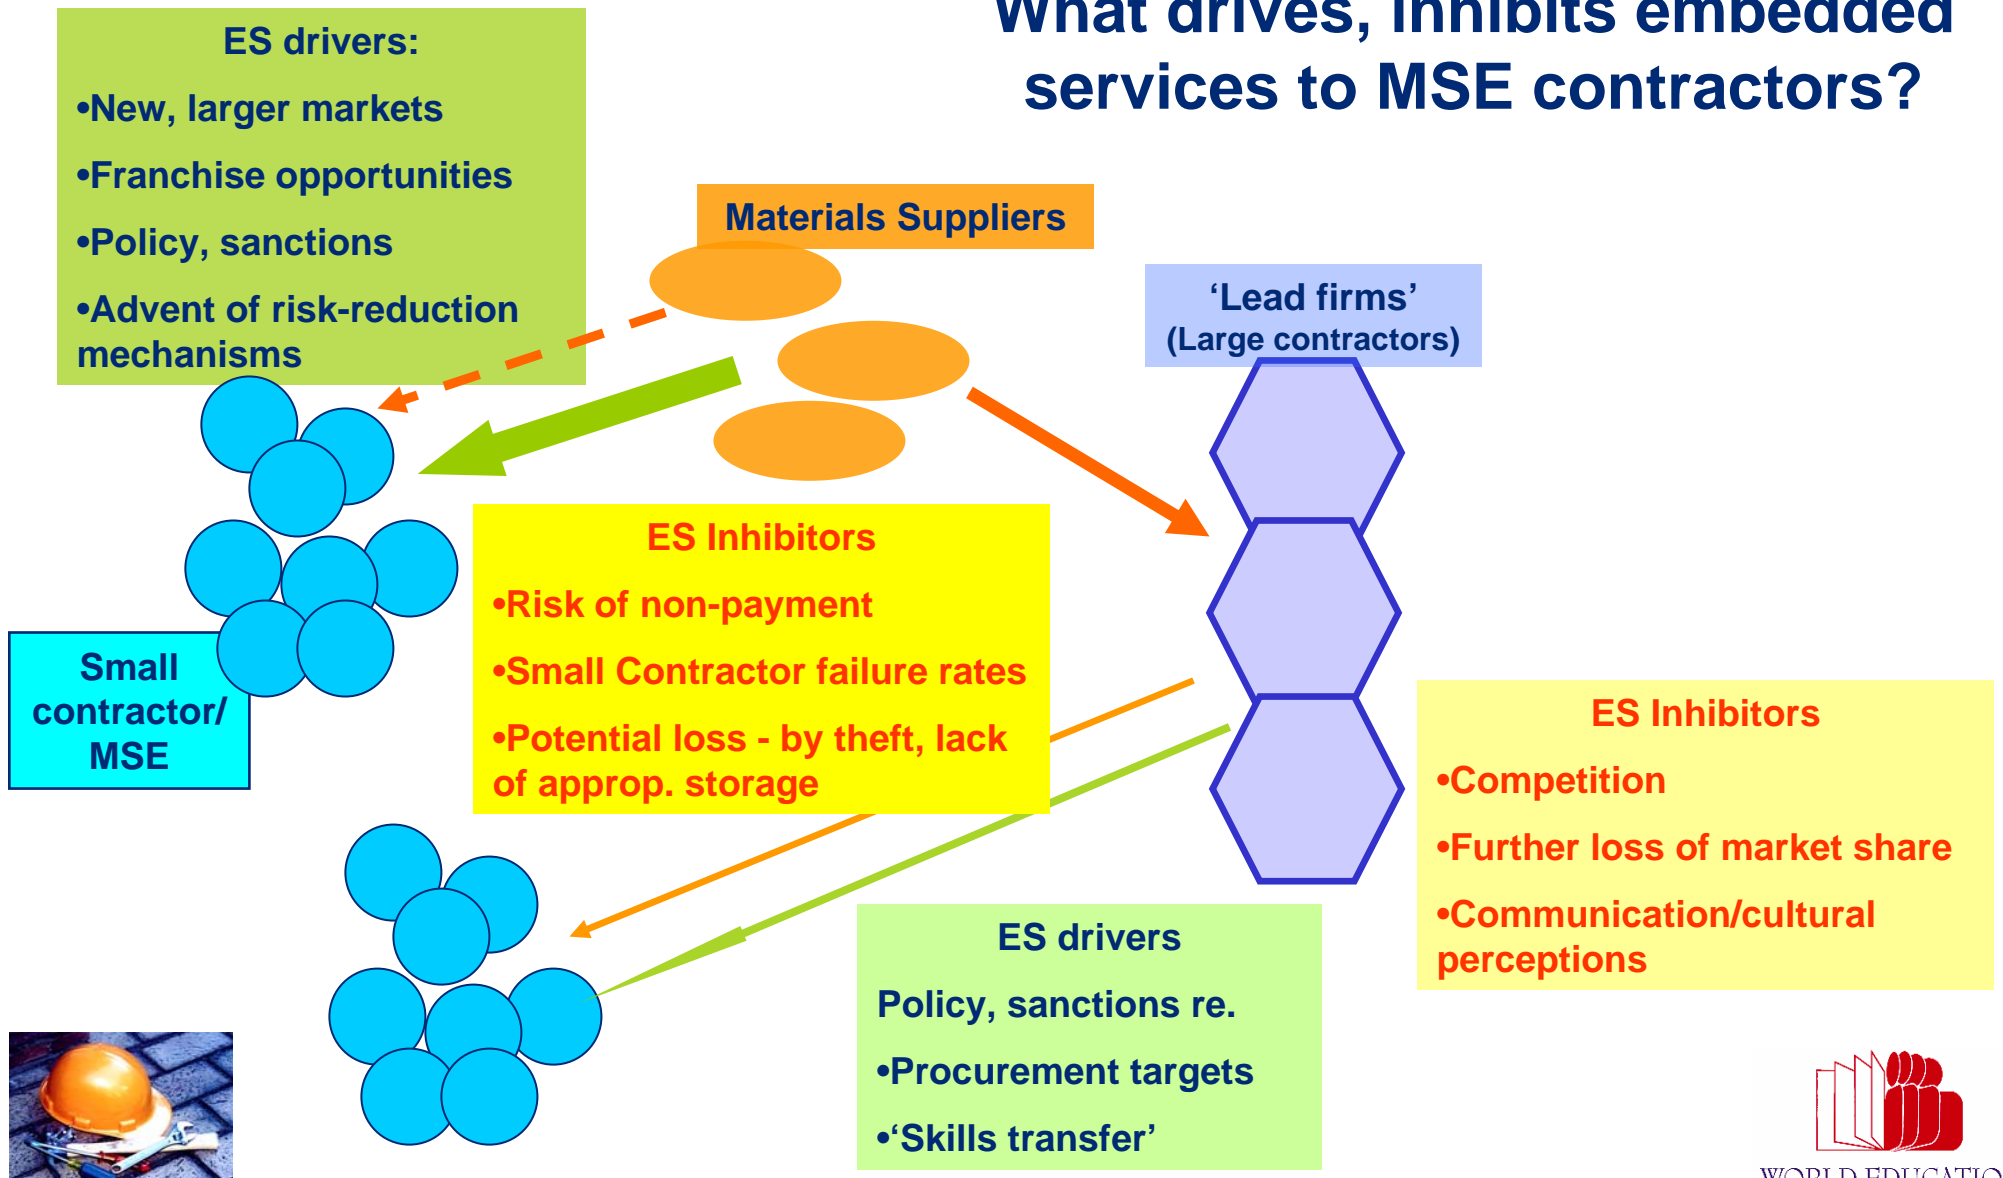 What drives, inhibits embedded
services to MSE contractors?
ES drivers:
•New, larger markets
•Franchise opportunities
•Policy, sanctions
•Advent of risk-reduction
mechanisms
Materials Suppliers
‘Lead firms’
(Large contractors)
ES Inhibitors
•Risk of non-payment
•Small Contractor failure rates
•Potential loss - by theft, lack
of approp. storage
Small
contractor/
MSE
ES Inhibitors
•Competition
•Further loss of market share
•Communication/cultural
perceptions
ES drivers
Policy, sanctions re.
•Procurement targets
•‘Skills transfer’
WORLD EDUCATIO